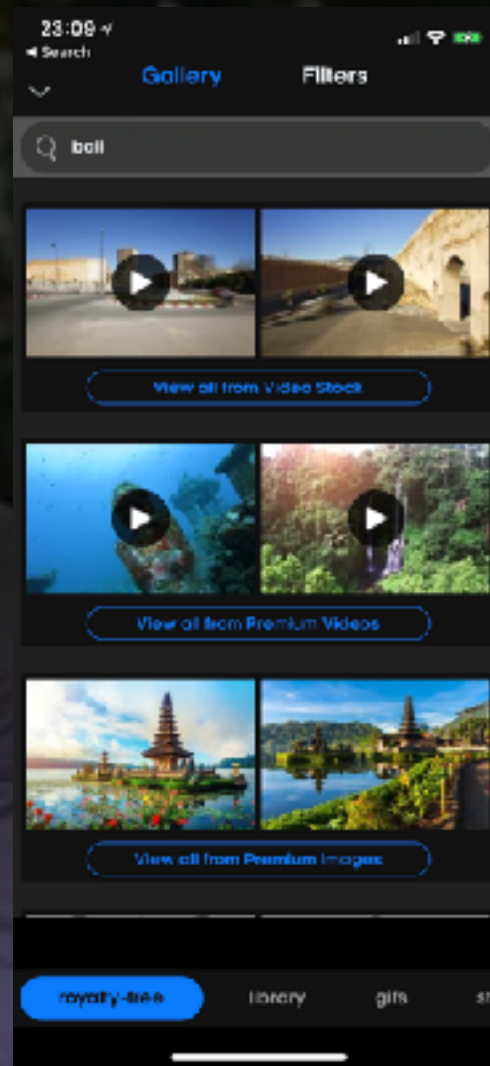 23:09
Search
Gallery Filters
bali
View all from Video Stock
View all from Premium Videos
View all from Premium Images
royalty-free library gifs